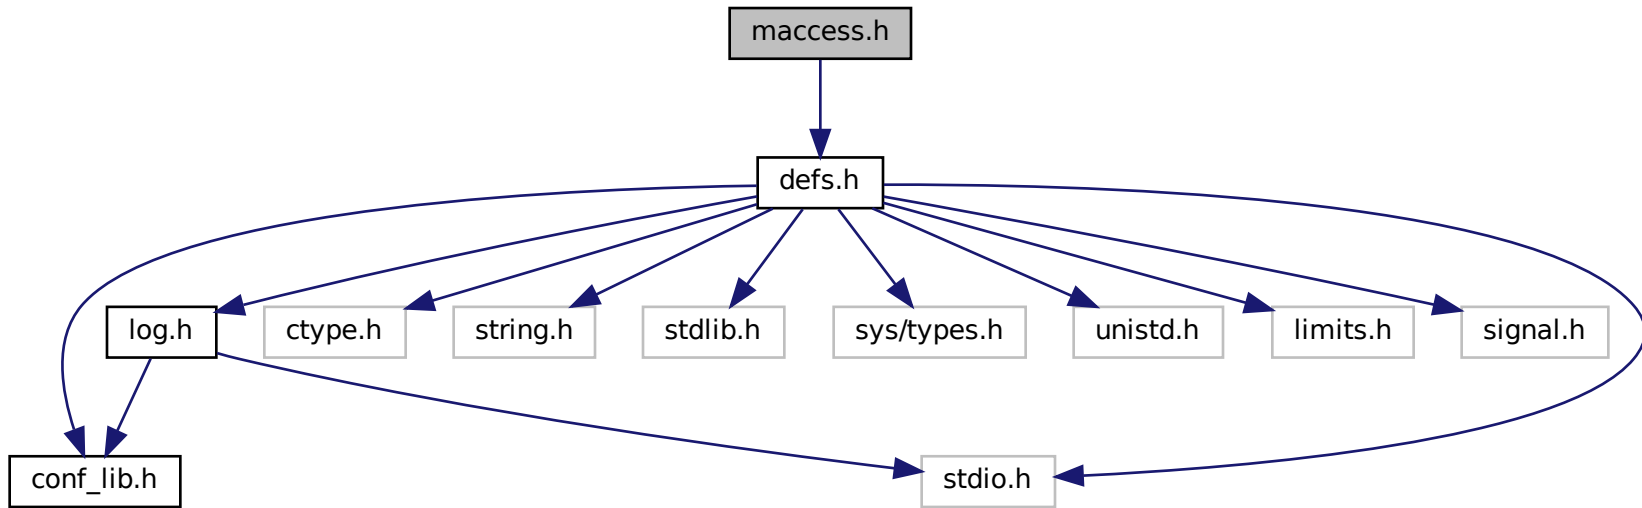 maccess.h
defs.h
log.h
ctype.h
string.h
stdlib.h
sys/types.h
unistd.h
limits.h
signal.h
conf_lib.h
stdio.h